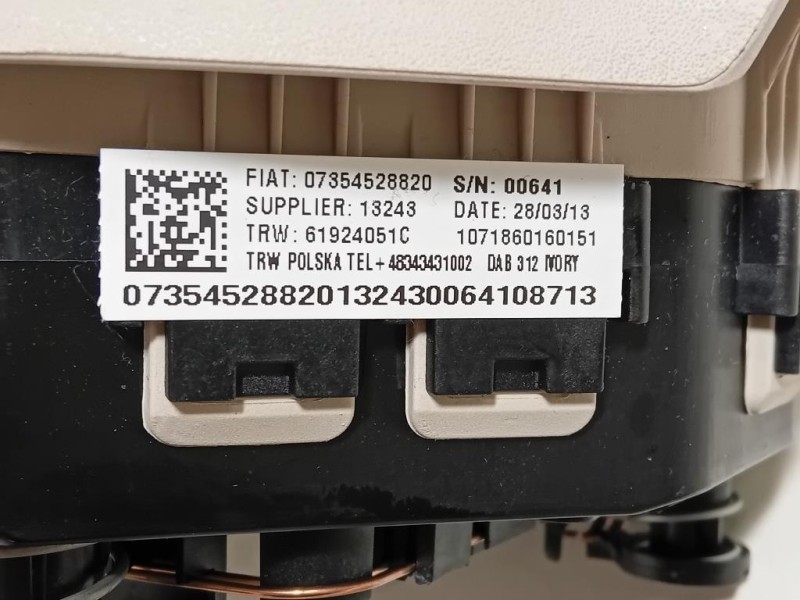 FIAT: 07354528820 S/N: 00641
SUPPLIER: 13243 DATE: 28/03/13
TRW: 61924051C 1071860160151
TRW POLSKA TEL+48343431002 DAB 312 IVORY
07354528820132430064108713